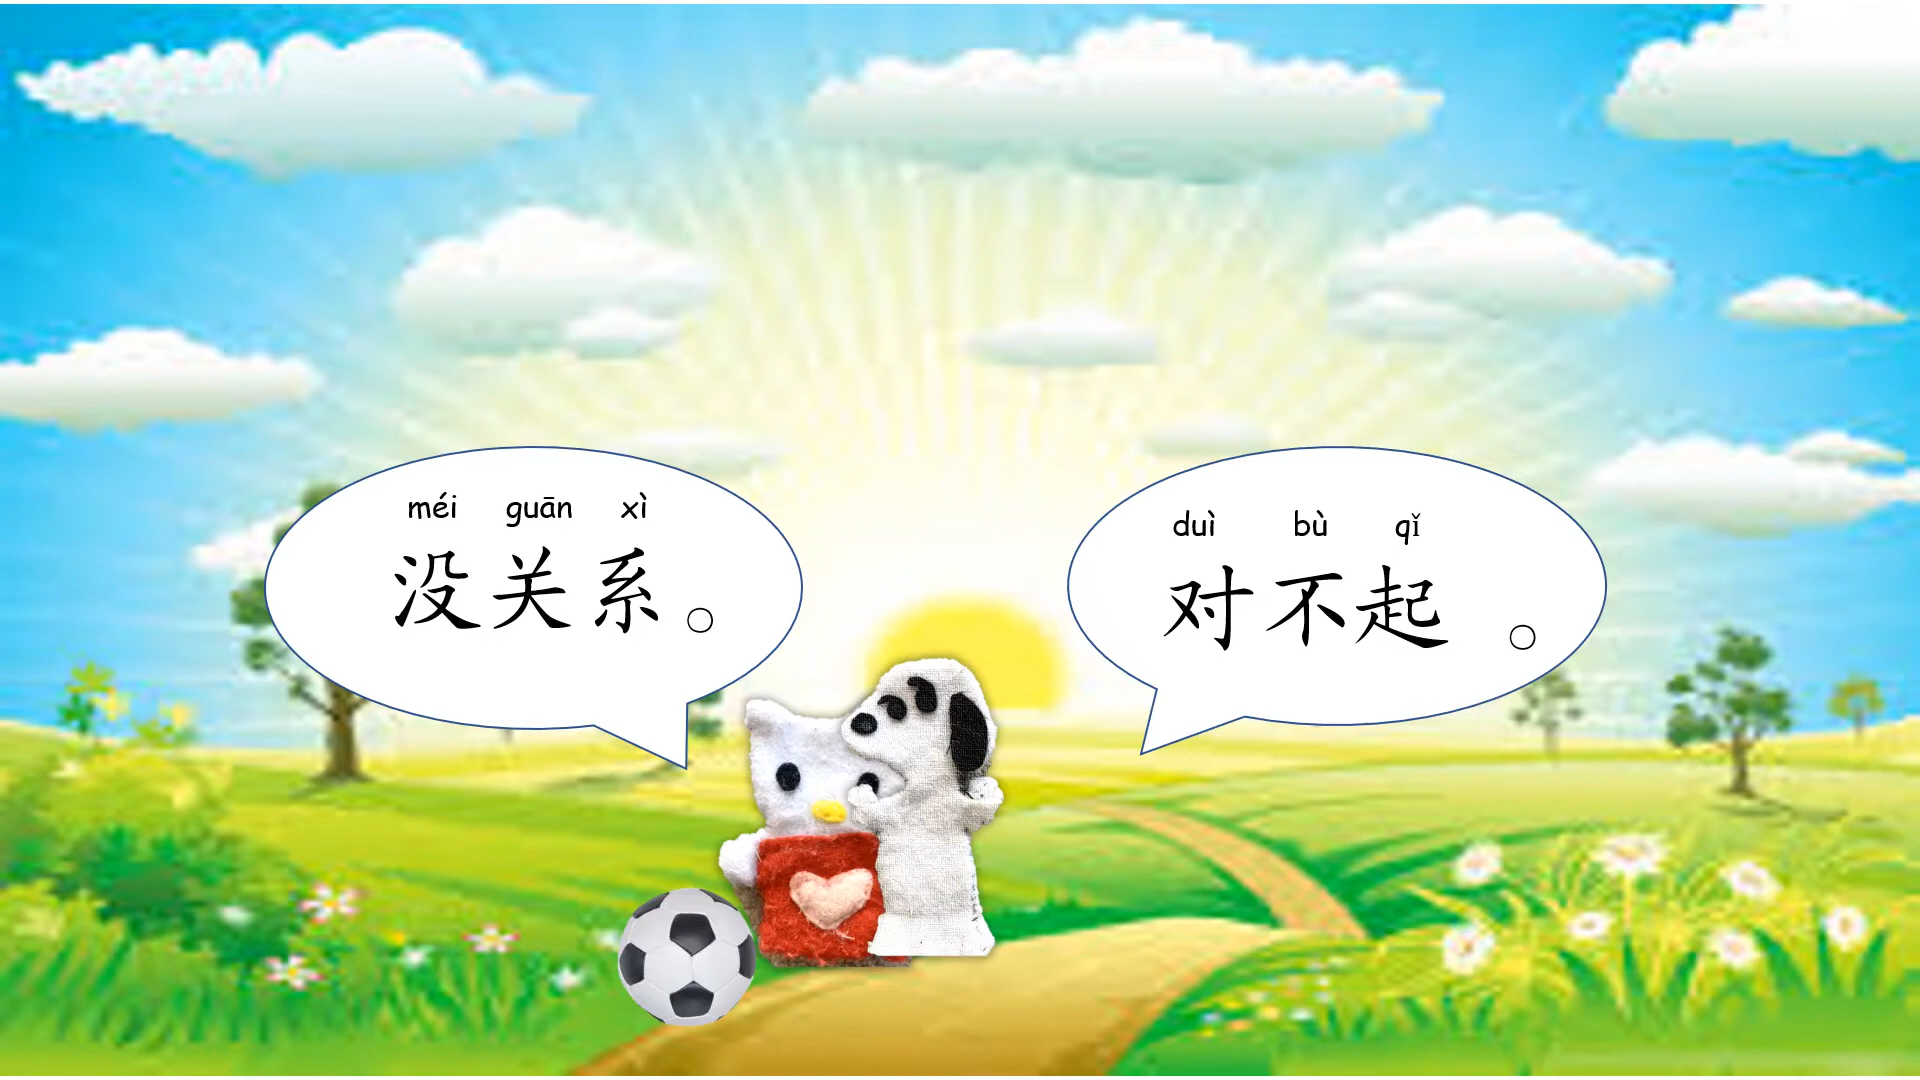 méi guān xì
没关系。
duì bù qǐ
对不起 。